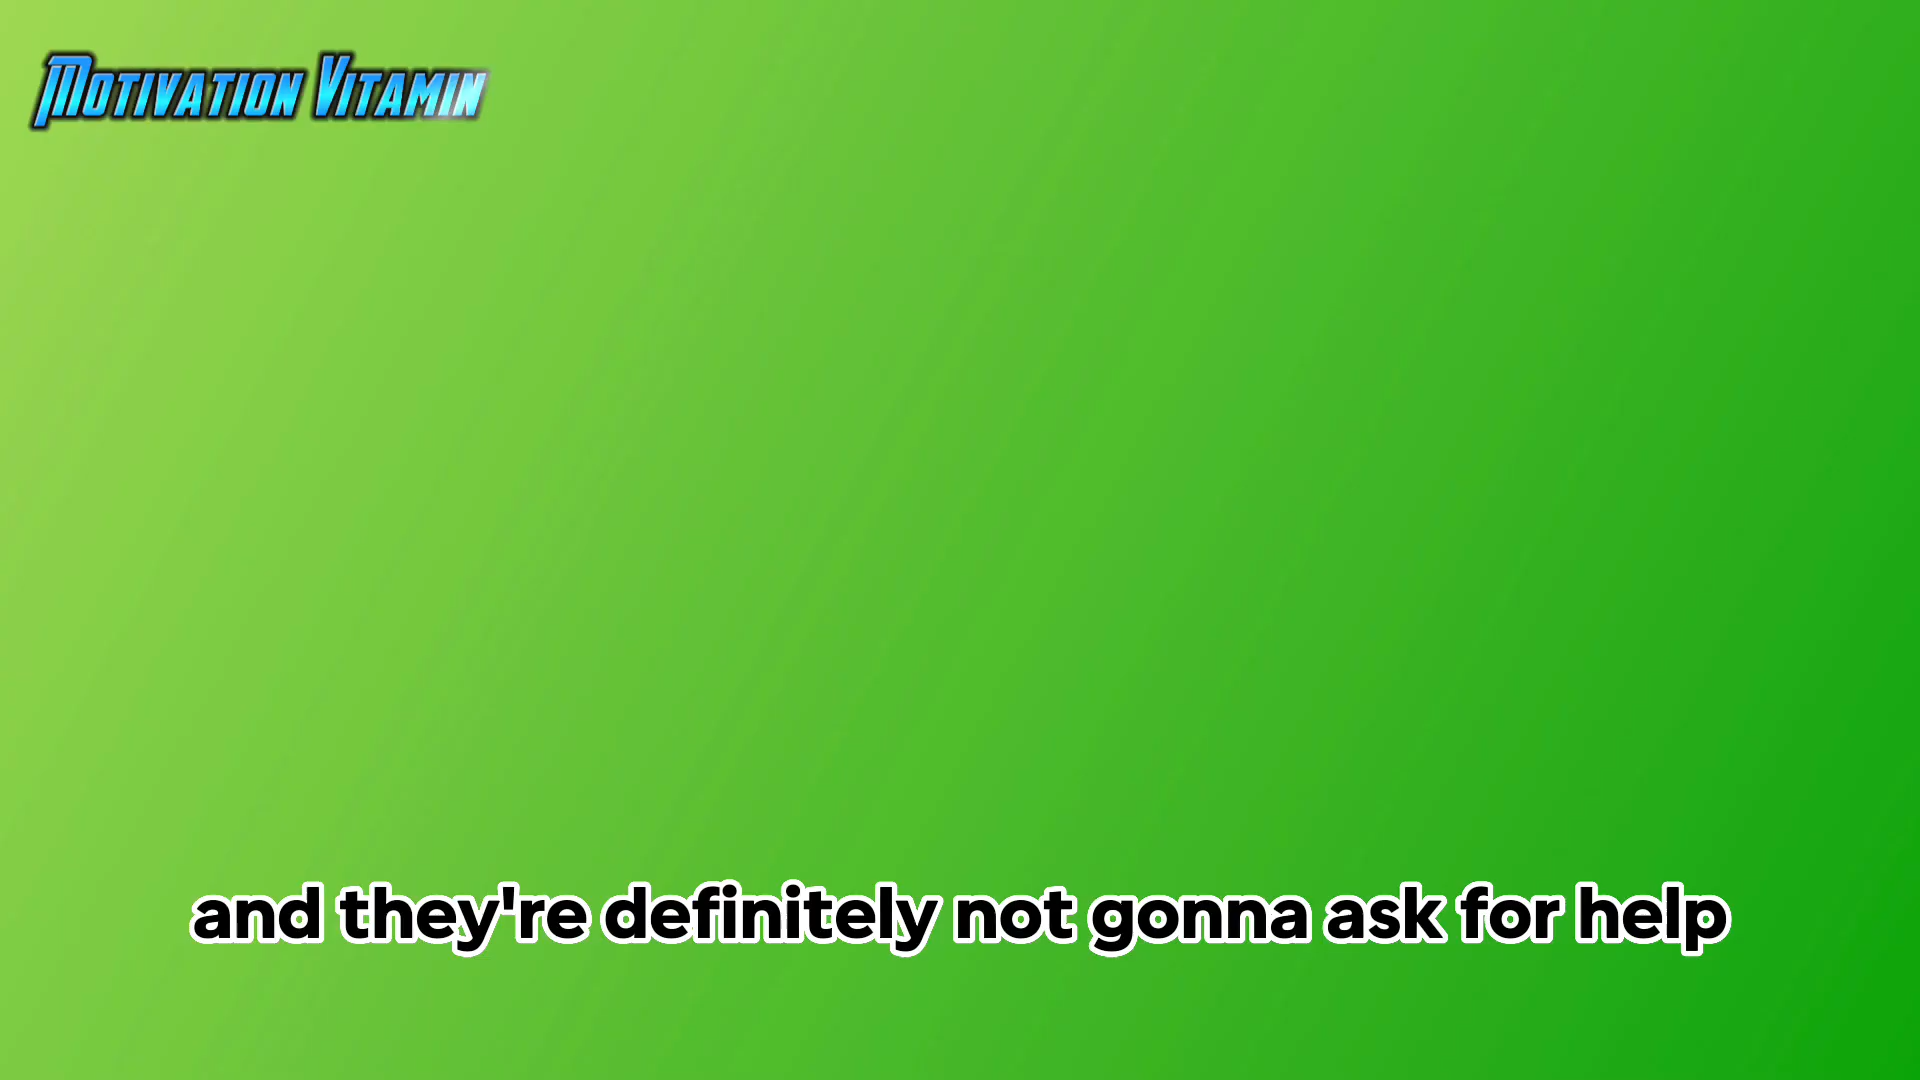 Motivation Vitamin
and they're definitely not gonna ask for help